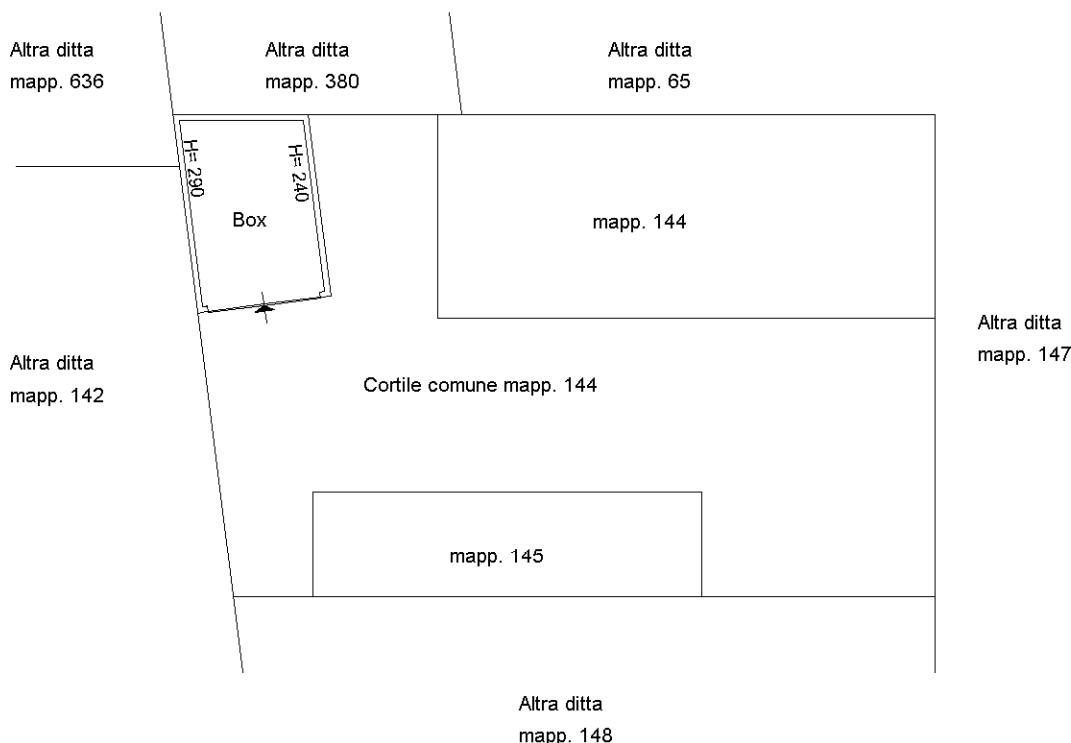 Altra ditta
mapp. 636
Altra ditta
mapp. 380
Altra ditta
mapp. 65
H= 290
H= 240
Box
mapp. 144
Altra ditta
mapp. 147
Altra ditta
mapp. 142
Cortile comune mapp. 144
mapp. 145
Altra ditta
mapp. 148